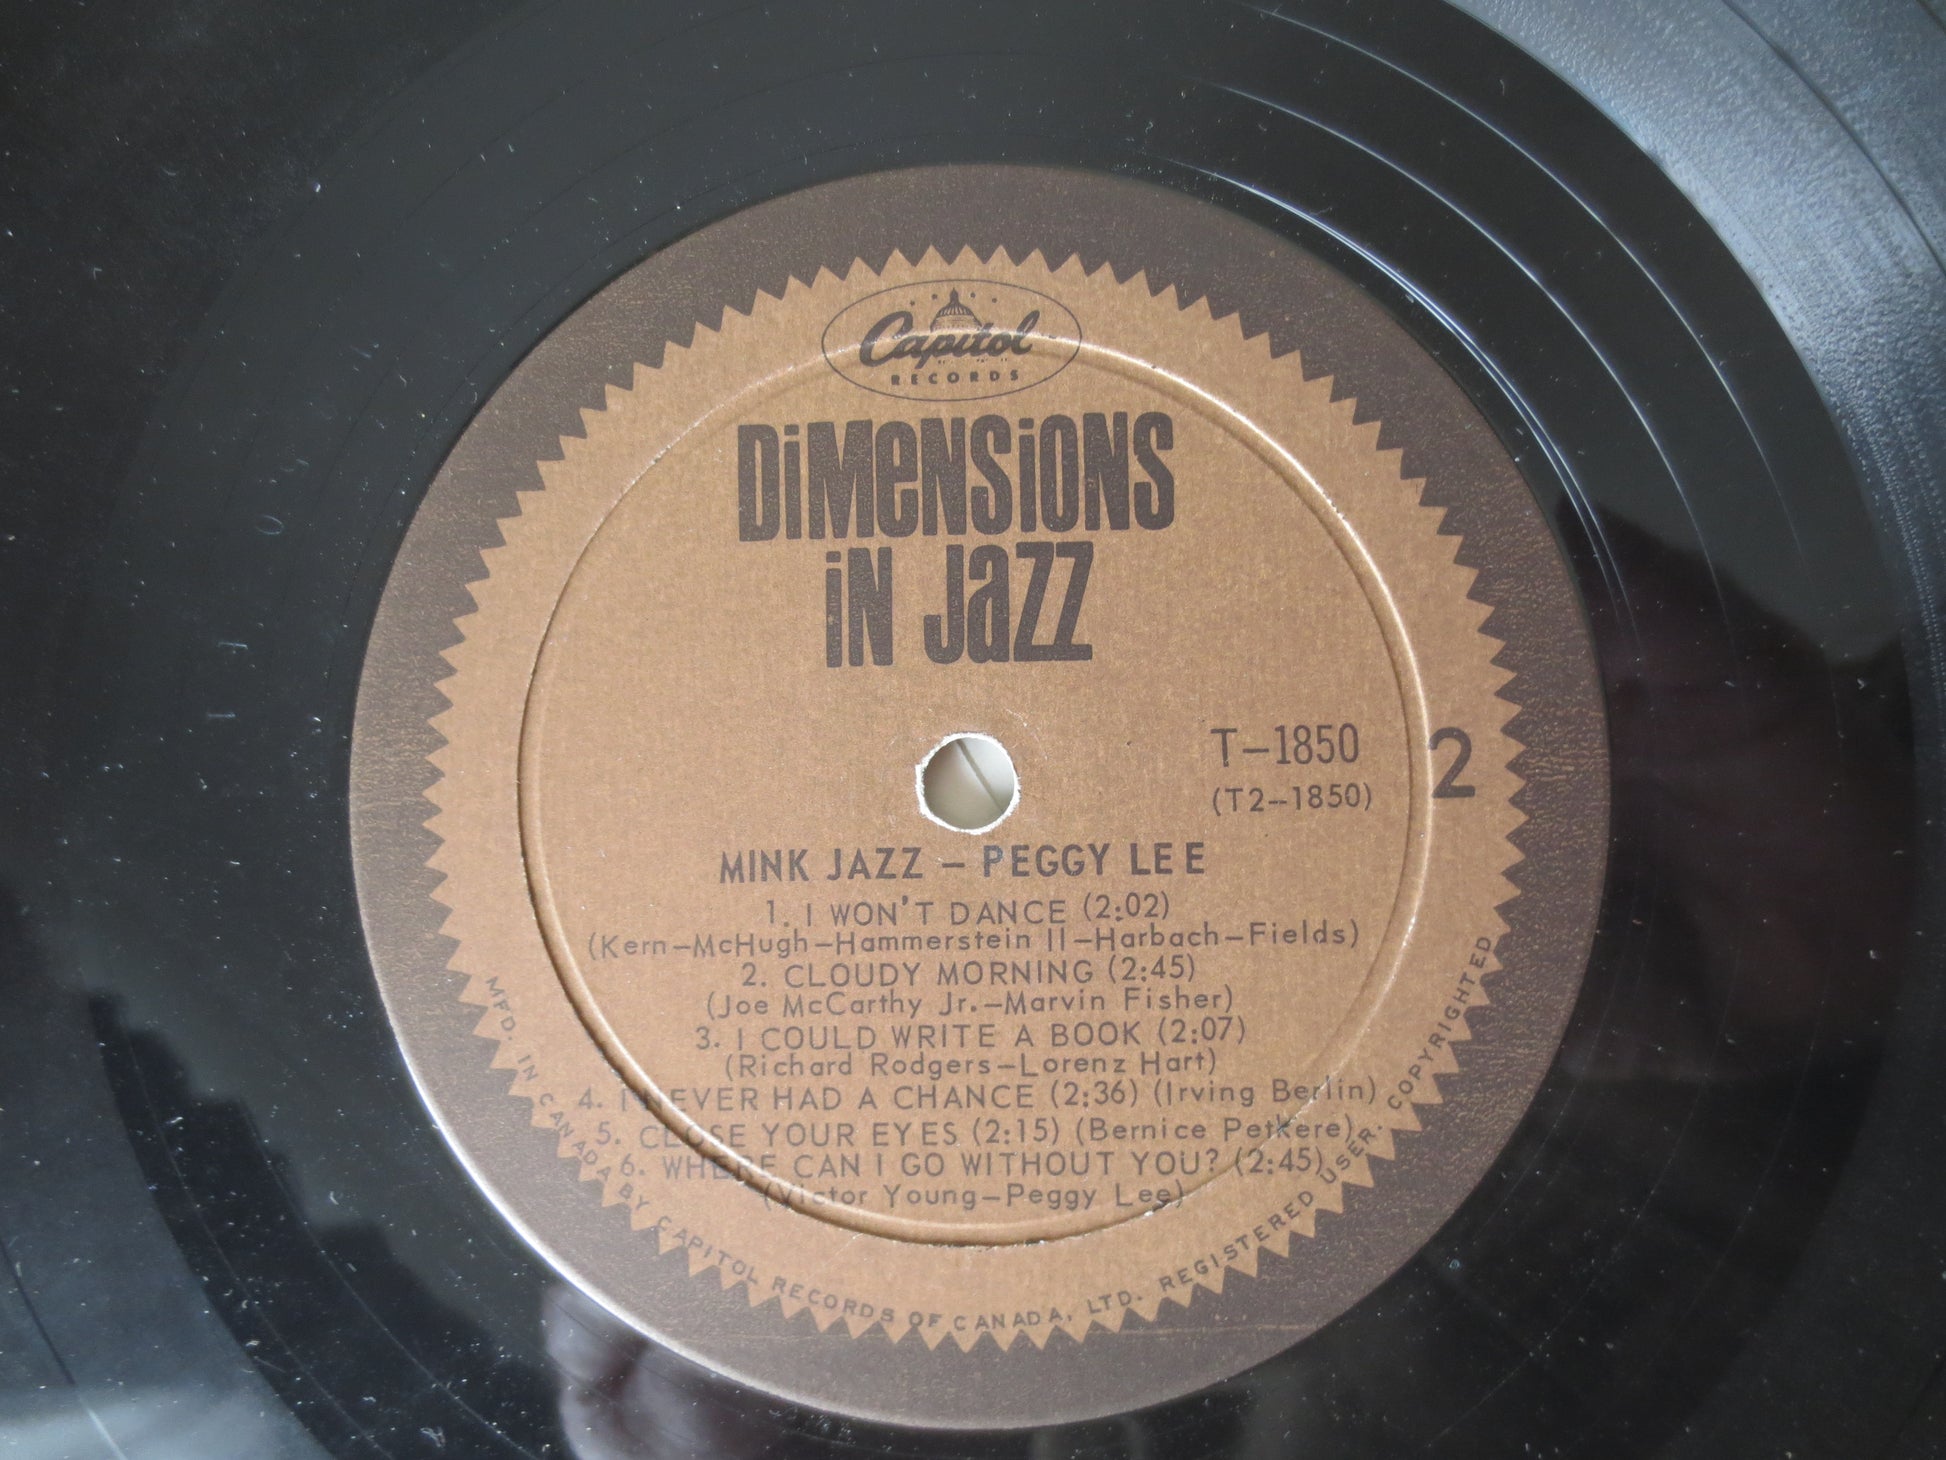 Capitol
RECORDS
DiMeNSiONS
iN JaZZ
T-1850
(T2-1850)
2
MINK JAZZ - PEGGY LEE
1. I WON'T DANCE (2:02)
(Kern-McHugh-Hammerstein II-Harbach-Fields)
2. CLOUDY MORNING (2:45)
(Joe McCarthy Jr.-Marvin Fisher)
3. I COULD WRITE A BOOK (2:07)
(Richard Rodgers-Lorenz Hart)
4. I NEVER HAD A CHANCE (2:36) (Irving Berlin)
5. CLOSE YOUR EYES (2:15) (Bernice Petkere)
6. WHERE CAN I GO WITHOUT YOU? (2:45)
(Victor Young-Peggy Lee)
MFD. IN CANADA BY CAPITOL RECORDS OF CANADA, LTD. REGISTERED USER. COPYRIGHTED